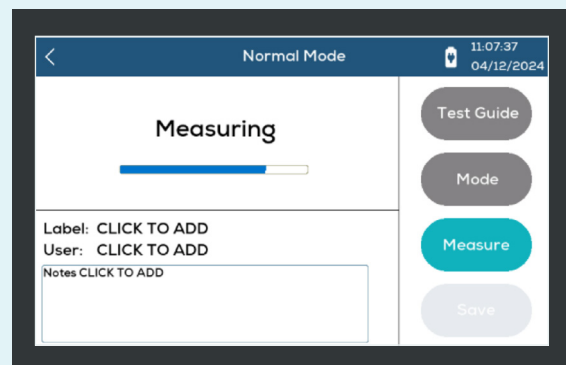 Normal Mode
11:07:37
04/12/2024
Measuring
Label: CLICK TO ADD
User: CLICK TO ADD
Notes CLICK TO ADD
Test Guide
Mode
Measure
Save